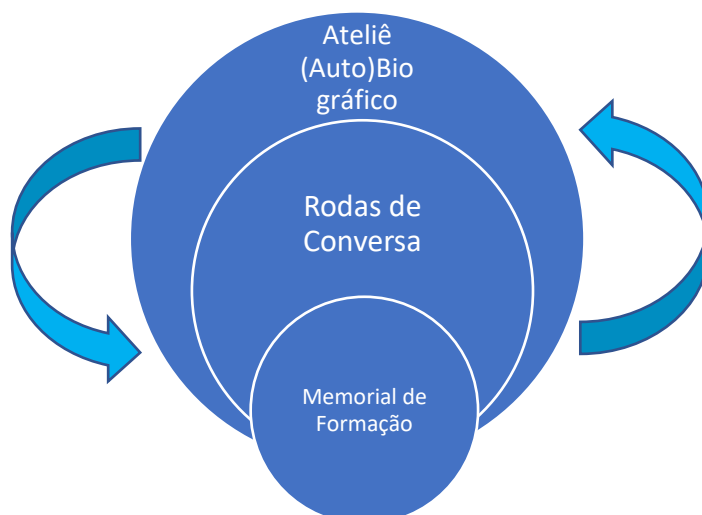 Ateliê
(Auto)Bio
gráfico
Rodas de
Conversa
Memorial de
Formação